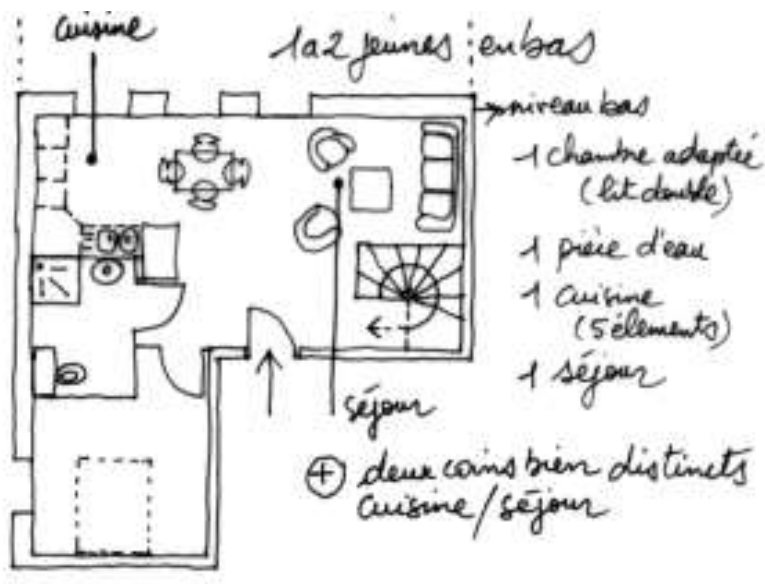 cuisine
1 a 2 jeunes en bas
niveau bas
1 chambre adaptée
(lit double)
1 pièce d'eau
1 cuisine
(5 élements)
1 séjour
séjour
+ deux coins bien distincts
cuisine/séjour